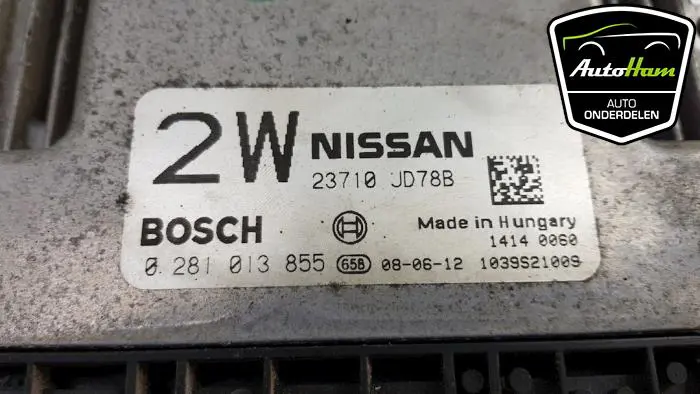 2W NISSAN
23710 JD78B
BOSCH
Made in Hungary
1414 0060
0 281 013 855 658 08-06-12 1039S21009
AutoHam
AUTO
ONDERDELEN